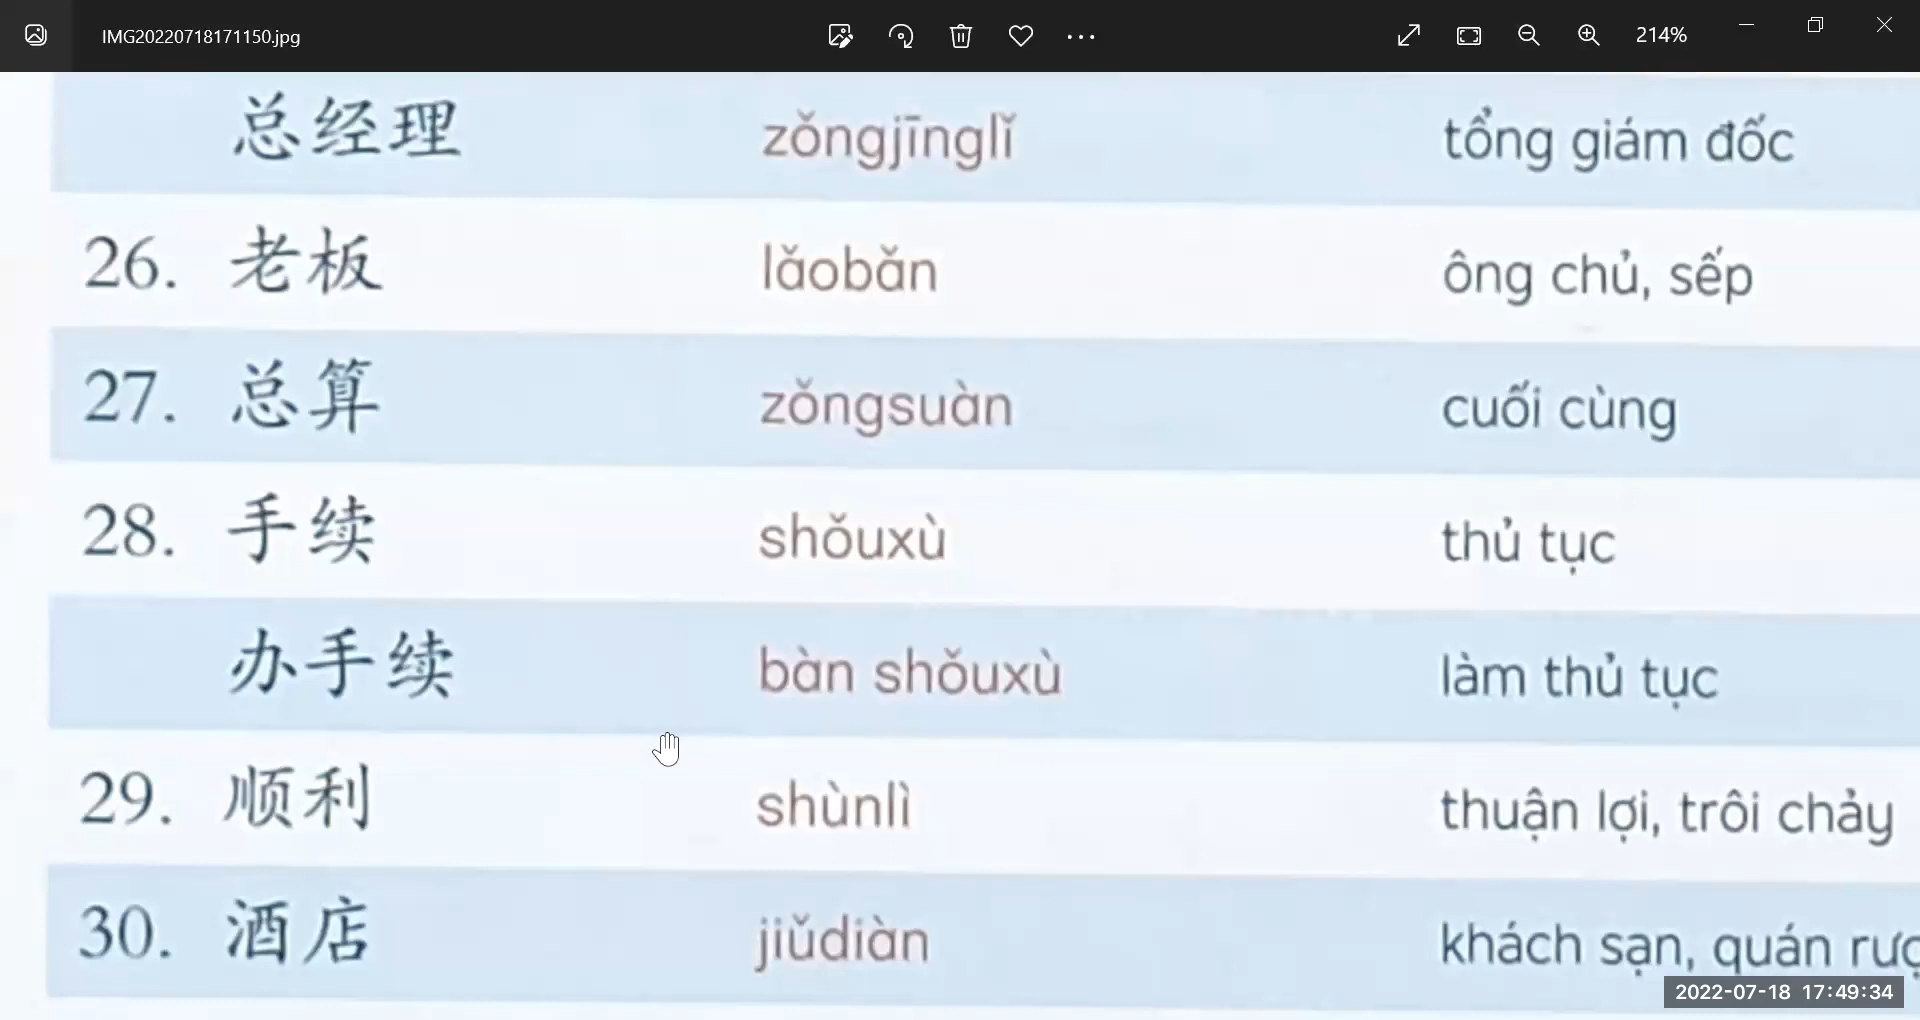 IMG20220718171150.jpg 214%
总经理 zǒngjīnglǐ tổng giám đốc
26. 老板 lǎobǎn ông chủ, sếp
27. 总算 zǒngsuàn cuối cùng
28. 手续 shǒuxù thủ tục
办手续 bàn shǒuxù làm thủ tục
29. 顺利 shùnlì thuận lợi, trôi chảy
30. 酒店 jiǔdiàn khách sạn, quán
2022-07-18 17:49:34